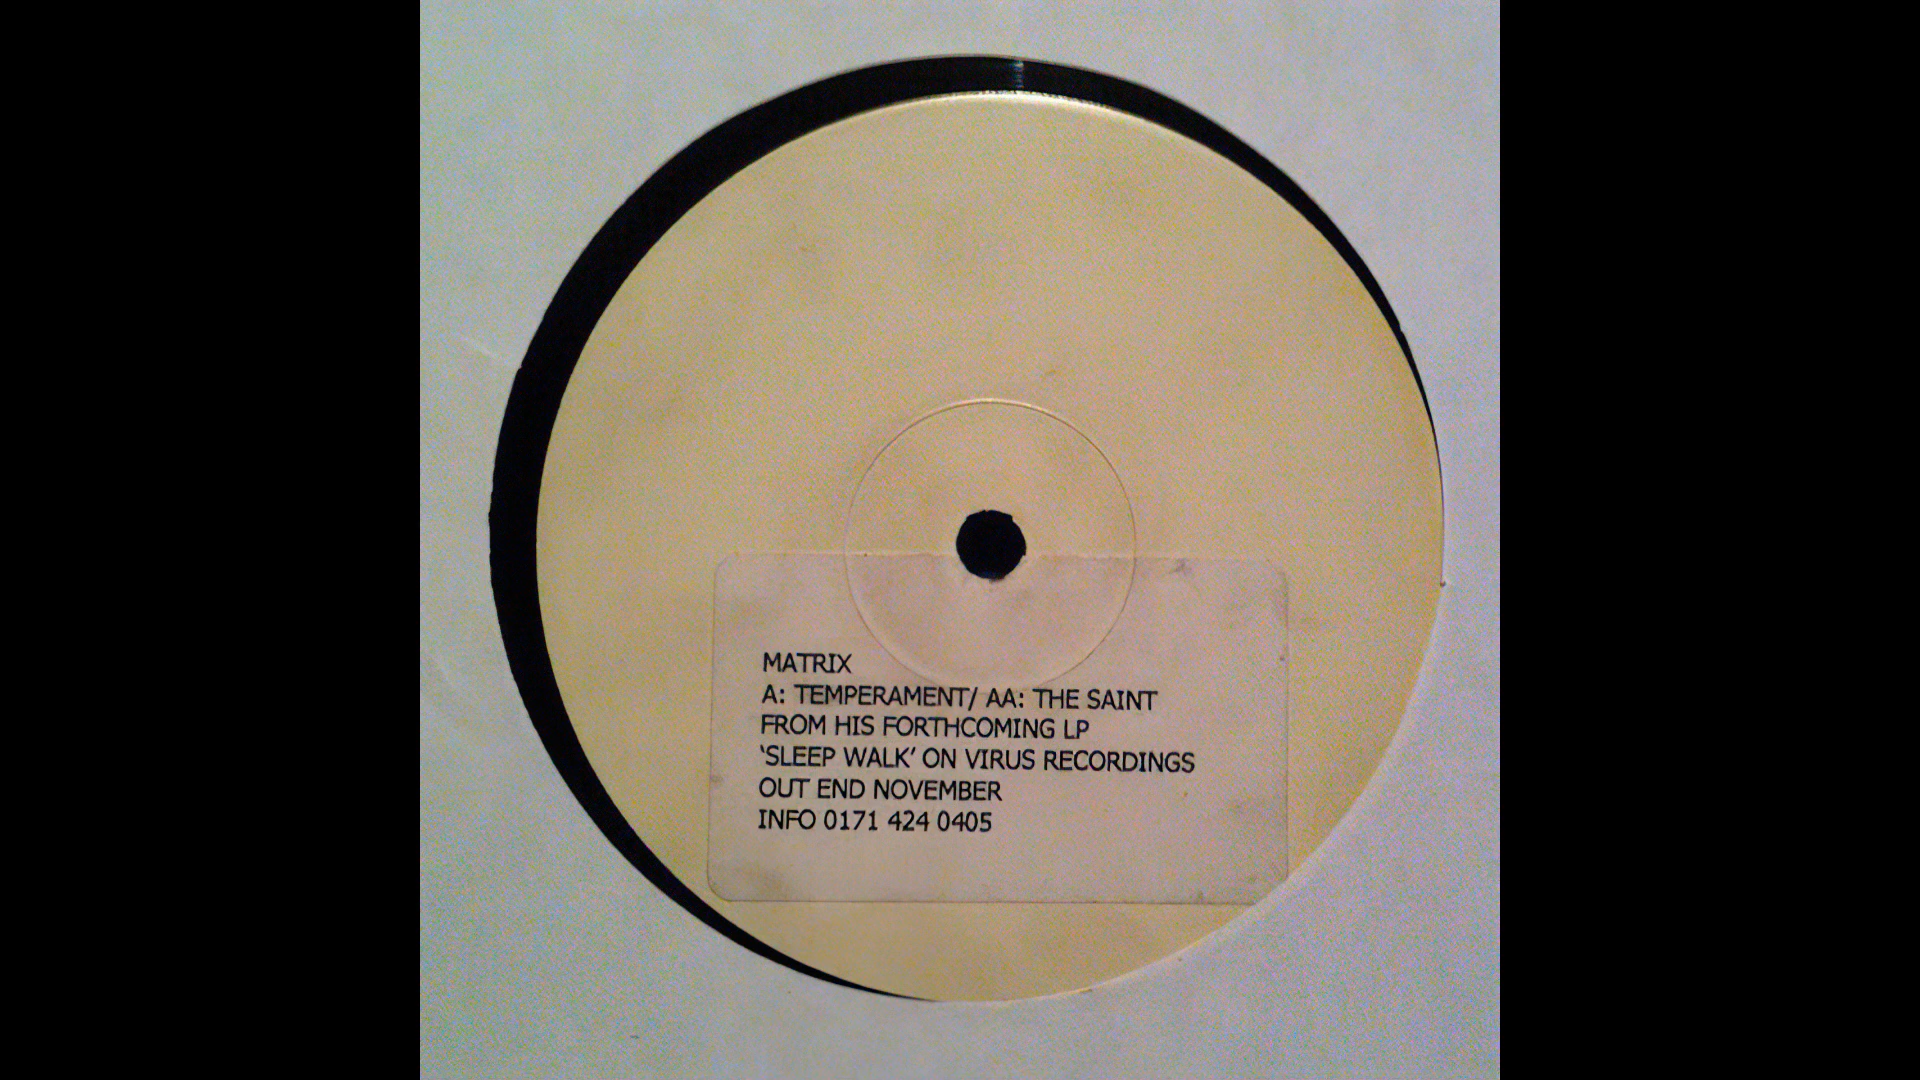 MATRIX
A: TEMPERAMENT/ AA: THE SAINT
FROM HIS FORTHCOMING LP
‘SLEEP WALK’ ON VIRUS RECORDINGS
OUT END NOVEMBER
INFO 0171 424 0405